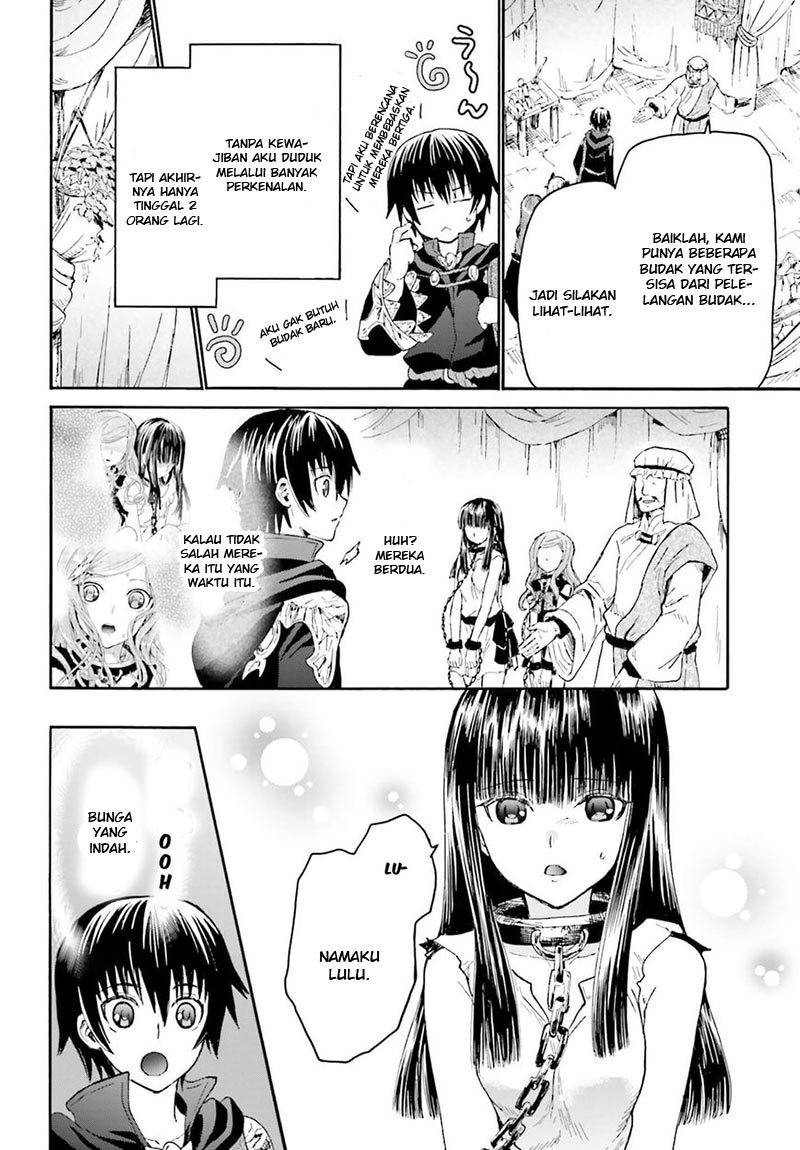 BAIKLAH, KAMI
PUNYA BEBERAPA
BUDAK YANG TER-
SISA DARI PELE-
LANGAN BUDAK...
JADI SILAKAN
LIHAT-LIHAT.
う～ん
TAPI AKU BERENCANA
UNTUK MEMBEBASKAN
MEREKA BERTIGA.
AKU GAK BUTUH
BUDAK BARU.
TANPA KEWA-
JIBAN AKU DUDUK
MELALUI BANYAK
PERKENALAN.
TAPI AKHIR-
NYA HANYA
TINGGAL 2
ORANG LAGI.
HUH?
MEREKA
BERDUA.
KALAU TIDAK
SALAH MERE-
KA ITU YANG
WAKTU ITU.
LU-
NAMAKU
LULU.
OOH
BUNGA
YANG
INDAH.